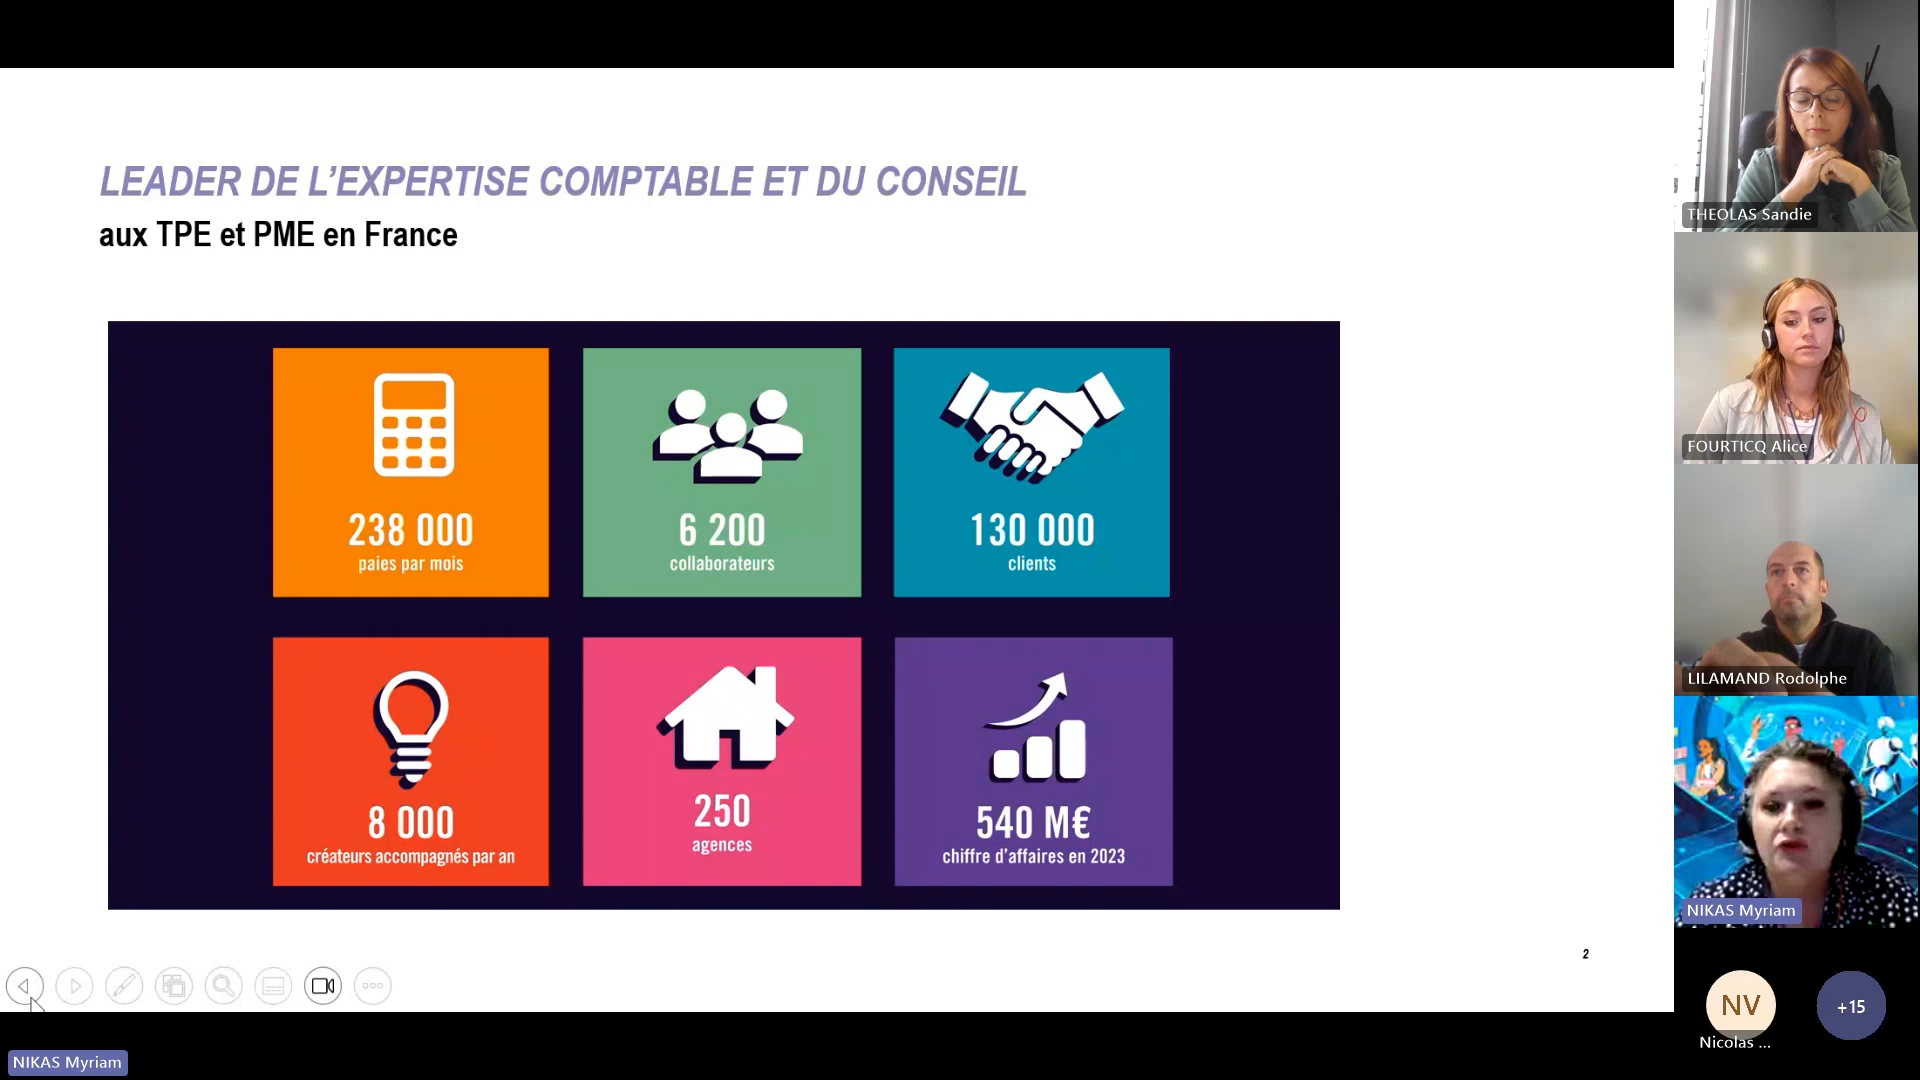 LEADER DE L'EXPERTISE COMPTABLE ET DU CONSEIL
aux TPE et PME en France
238 000
paies par mois
6 200
collaborateurs
130 000
clients
8 000
créateurs accompagnés par an
250
agences
540 M€
chiffre d'affaires en 2023
2
NIKAS Myriam
THEOLAS Sandie
FOURTICQ Alice
LILAMAND Rodolphe
NIKAS Myriam
NV
Nicolas ...
+15